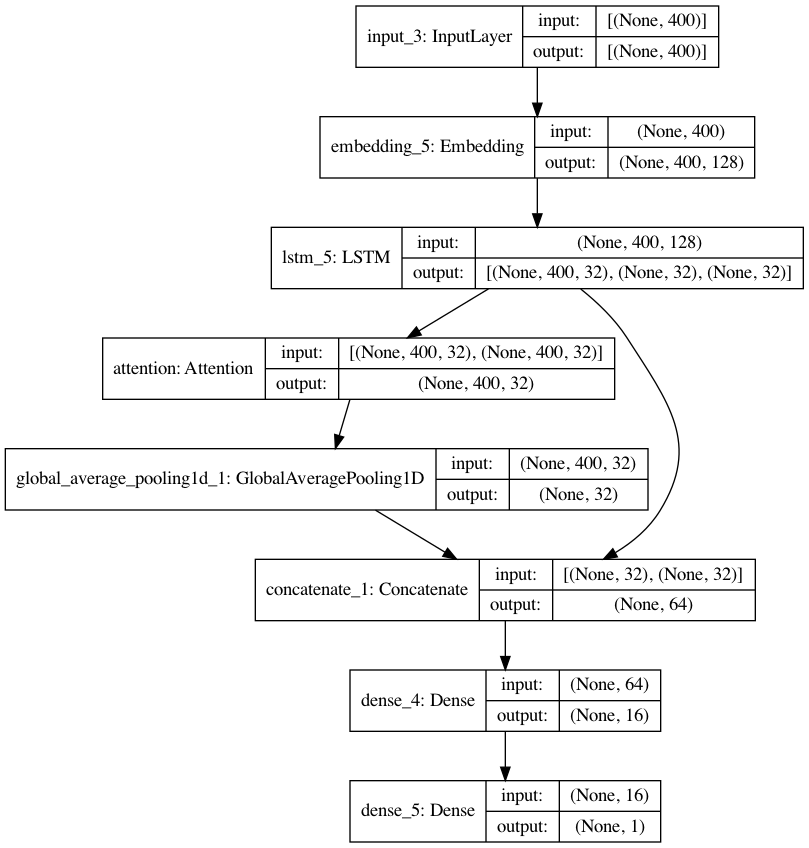 input_3: InputLayer
input: [(None, 400)]
output: [(None, 400)]
embedding_5: Embedding
input: (None, 400)
output: (None, 400, 128)
lstm_5: LSTM
input: (None, 400, 128)
output: [(None, 400, 32), (None, 32), (None, 32)]
attention: Attention
input: [(None, 400, 32), (None, 400, 32)]
output: (None, 400, 32)
global_average_pooling1d_1: GlobalAveragePooling1D
input: (None, 400, 32)
output: (None, 32)
concatenate_1: Concatenate
input: [(None, 32), (None, 32)]
output: (None, 64)
dense_4: Dense
input: (None, 64)
output: (None, 16)
dense_5: Dense
input: (None, 16)
output: (None, 1)